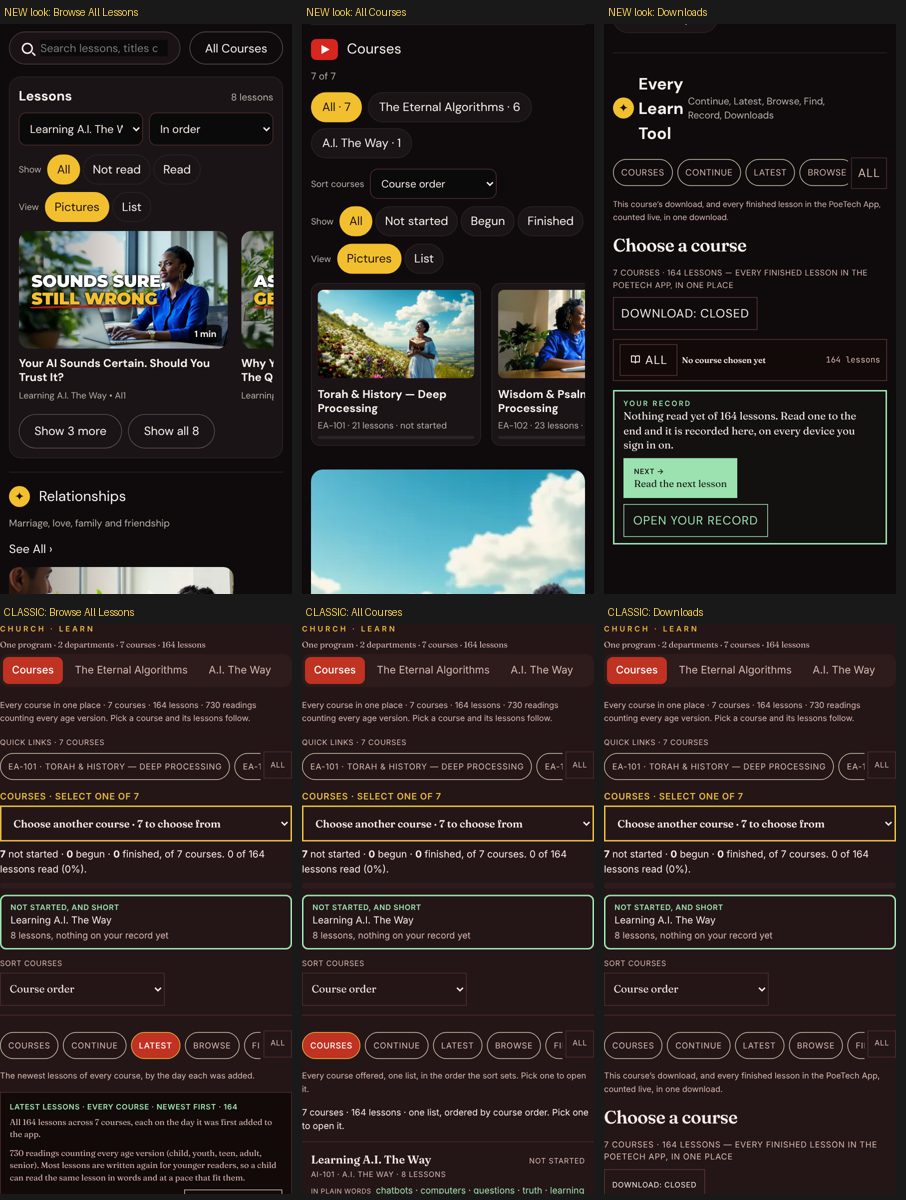 NEW look: Browse All Lessons
Search lessons, titles c
All Courses
Lessons
8 lessons
Learning A.I. The V
In order
Show
All
Not read
Read
View
Pictures
List
SOUNDS SURE,
STILL WRONG
1 min
AS
GE
Your AI Sounds Certain. Should You
Trust It?
Why Y
The Q
Learning A.I. The Way • AI1
Learning
Show 3 more
Show all 8
Relationships
Marriage, love, family and friendship
See All ›
NEW look: All Courses
Courses
7 of 7
All · 7
The Eternal Algorithms · 6
A.I. The Way · 1
Sort courses
Course order
Show
All
Not started
Begun
Finished
View
Pictures
List
Torah & History — Deep
Processing
EA-101 · 21 lessons · not started
Wisdom & Psaln
Processing
EA-102 · 23 lessons ·
NEW look: Downloads
Every
Learn
Tool
Continue, Latest, Browse, Find,
Record, Downloads
COURSES
CONTINUE
LATEST
BROWSE
ALL
This course's download, and every finished lesson in the PoeTech App,
counted live, in one download.
Choose a course
7 COURSES · 164 LESSONS — EVERY FINISHED LESSON IN THE
POETECH APP, IN ONE PLACE
DOWNLOAD: CLOSED
ALL
No course chosen yet
164 lessons
YOUR RECORD
Nothing read yet of 164 lessons. Read one to the
end and it is recorded here, on every device you
sign in on.
NEXT →
Read the next lesson
OPEN YOUR RECORD
CLASSIC: Browse All Lessons
CHURCH · LEARN
One program · 2 departments · 7 courses · 164 lessons
Courses
The Eternal Algorithms
A.I. The Way
Every course in one place · 7 courses · 164 lessons · 730 readings
counting every age version. Pick a course and its lessons follow.
QUICK LINKS · 7 COURSES
EA-101 · TORAH & HISTORY — DEEP PROCESSING
EA-1
ALL
COURSES · SELECT ONE OF 7
Choose another course · 7 to choose from
7 not started · 0 begun · 0 finished, of 7 courses. 0 of 164
lessons read (0%).
NOT STARTED, AND SHORT
Learning A.I. The Way
8 lessons, nothing on your record yet
SORT COURSES
Course order
COURSES
CONTINUE
LATEST
BROWSE
FI
ALL
The newest lessons of every course, by the day each was added.
LATEST LESSONS · EVERY COURSE · NEWEST FIRST · 164
All 164 lessons across 7 courses, each on the day it was first added to
the app.
730 readings counting every age version (child, youth, teen, adult,
senior). Most lessons are written again for younger readers, so a child
can read the same lesson in words and at a pace that fits them.
CLASSIC: All Courses
CHURCH · LEARN
One program · 2 departments · 7 courses · 164 lessons
Courses
The Eternal Algorithms
A.I. The Way
Every course in one place · 7 courses · 164 lessons · 730 readings
counting every age version. Pick a course and its lessons follow.
QUICK LINKS · 7 COURSES
EA-101 · TORAH & HISTORY — DEEP PROCESSING
EA-1
ALL
COURSES · SELECT ONE OF 7
Choose another course · 7 to choose from
7 not started · 0 begun · 0 finished, of 7 courses. 0 of 164
lessons read (0%).
NOT STARTED, AND SHORT
Learning A.I. The Way
8 lessons, nothing on your record yet
SORT COURSES
Course order
COURSES
CONTINUE
LATEST
BROWSE
FI
ALL
Every course offered, one list, in the order the sort sets. Pick one to open
it.
7 courses · 164 lessons · one list, ordered by course order. Pick one
to open it.
Learning A.I. The Way
NOT STARTED
AI-101 · A.I. THE WAY · 8 LESSONS
IN PLAIN WORDS chatbots · computers · questions · truth · learning
CLASSIC: Downloads
CHURCH · LEARN
One program · 2 departments · 7 courses · 164 lessons
Courses
The Eternal Algorithms
A.I. The Way
Every course in one place · 7 courses · 164 lessons · 730 readings
counting every age version. Pick a course and its lessons follow.
QUICK LINKS · 7 COURSES
EA-101 · TORAH & HISTORY — DEEP PROCESSING
EA-1
ALL
COURSES · SELECT ONE OF 7
Choose another course · 7 to choose from
7 not started · 0 begun · 0 finished, of 7 courses. 0 of 164
lessons read (0%).
NOT STARTED, AND SHORT
Learning A.I. The Way
8 lessons, nothing on your record yet
SORT COURSES
Course order
COURSES
CONTINUE
LATEST
BROWSE
FI
ALL
This course's download, and every finished lesson in the PoeTech App,
counted live, in one download.
Choose a course
7 COURSES · 164 LESSONS — EVERY FINISHED LESSON IN THE
POETECH APP, IN ONE PLACE
DOWNLOAD: CLOSED